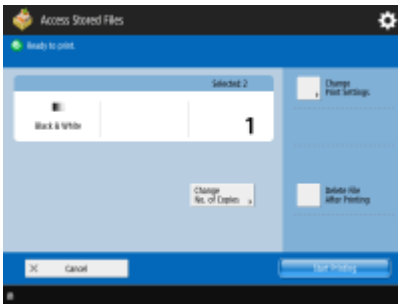 Access Stored Files
Ready to print.
Selected: 2
Black & White
1
Change
No. of Copies
Change
Print Settings
Delete File
After Printing
Cancel
Start Printing